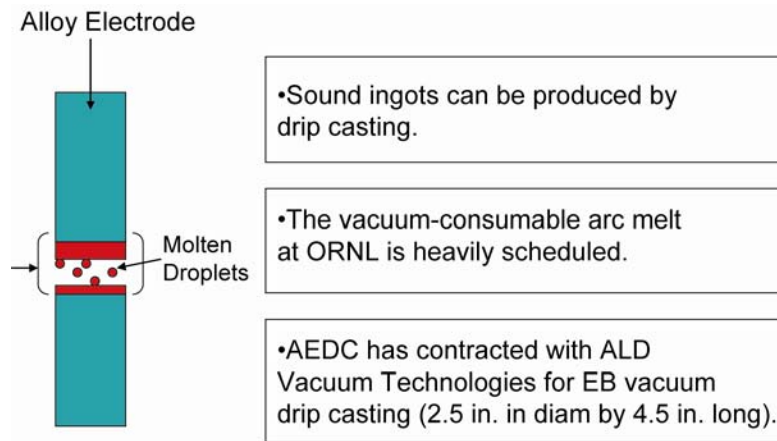 Alloy Electrode
Molten
Droplets
•Sound ingots can be produced by
drip casting.
•The vacuum-consumable arc melt
at ORNL is heavily scheduled.
•AEDC has contracted with ALD
Vacuum Technologies for EB vacuum
drip casting (2.5 in. in diam by 4.5 in. long).